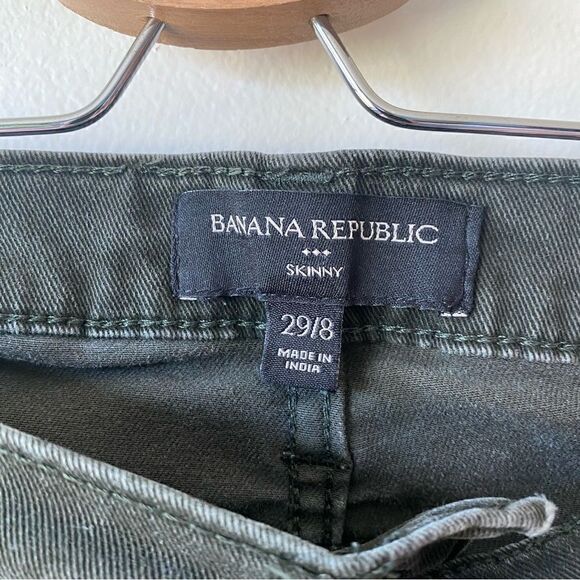 BANANA REPUBLIC
SKINNY
29/8
MADE IN
INDIA